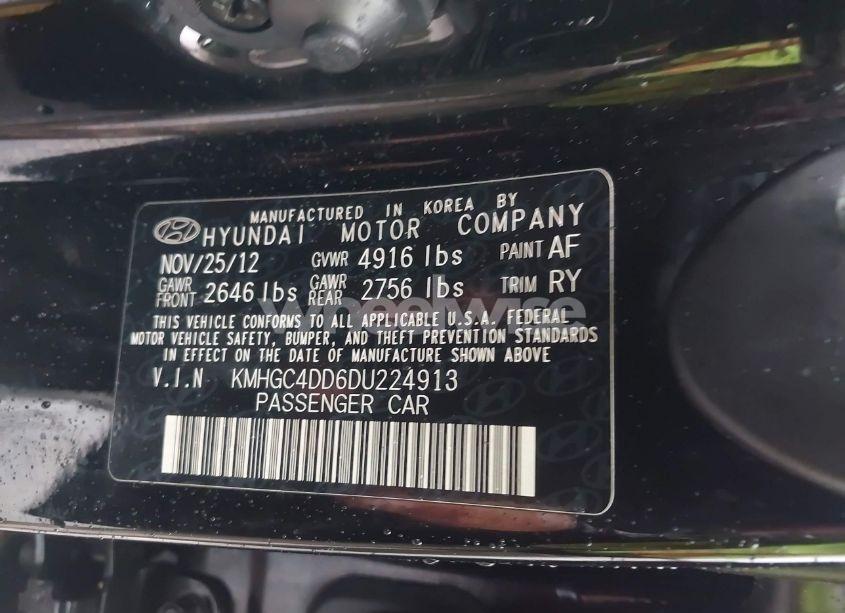 MANUFACTURED IN KOREA BY
HYUNDAI MOTOR COMPANY
NOV/25/12 GVWR 4916 lbs PAINT AF
GAWR FRONT 2646 lbs GAWR REAR 2756 lbs TRIM RY
Wheelwise
THIS VEHICLE CONFORMS TO ALL APPLICABLE U.S.A. FEDERAL
MOTOR VEHICLE SAFETY, BUMPER, AND THEFT PREVENTION STANDARDS
IN EFFECT ON THE DATE OF MANUFACTURE SHOWN ABOVE
V.I.N KMHGC4DD6DU224913
PASSENGER CAR